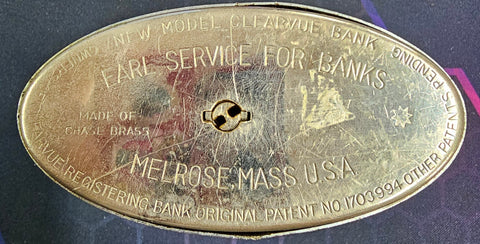 NEW MODEL CLEARVUE BANK
EARL SERVICE FOR BANKS
MADE OF
CHASE BRASS
MELROSE, MASS U.S.A
REGISTERING BANK ORIGINAL PATENT NO 1703994 OTHER PATENTS PENDING